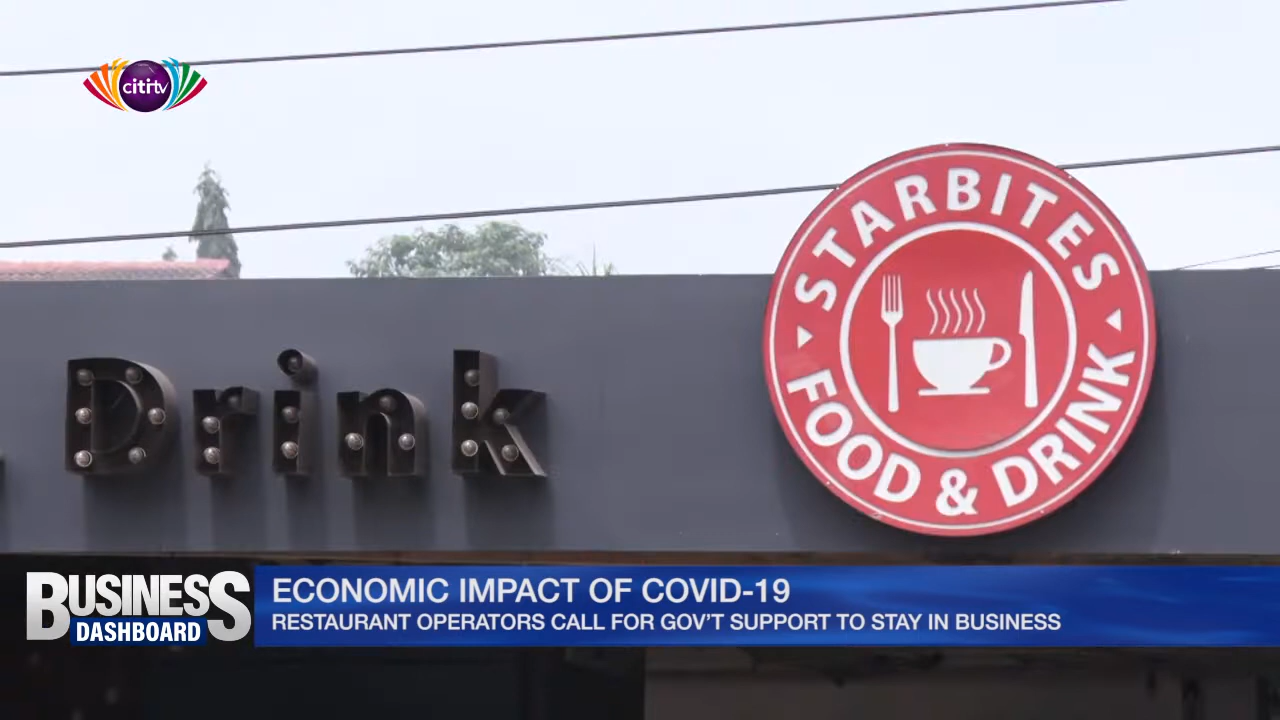 citi tv
STARBITES
FOOD & DRINK
Drink
BUSINESS
DASHBOARD
ECONOMIC IMPACT OF COVID-19
RESTAURANT OPERATORS CALL FOR GOV'T SUPPORT TO STAY IN BUSINESS